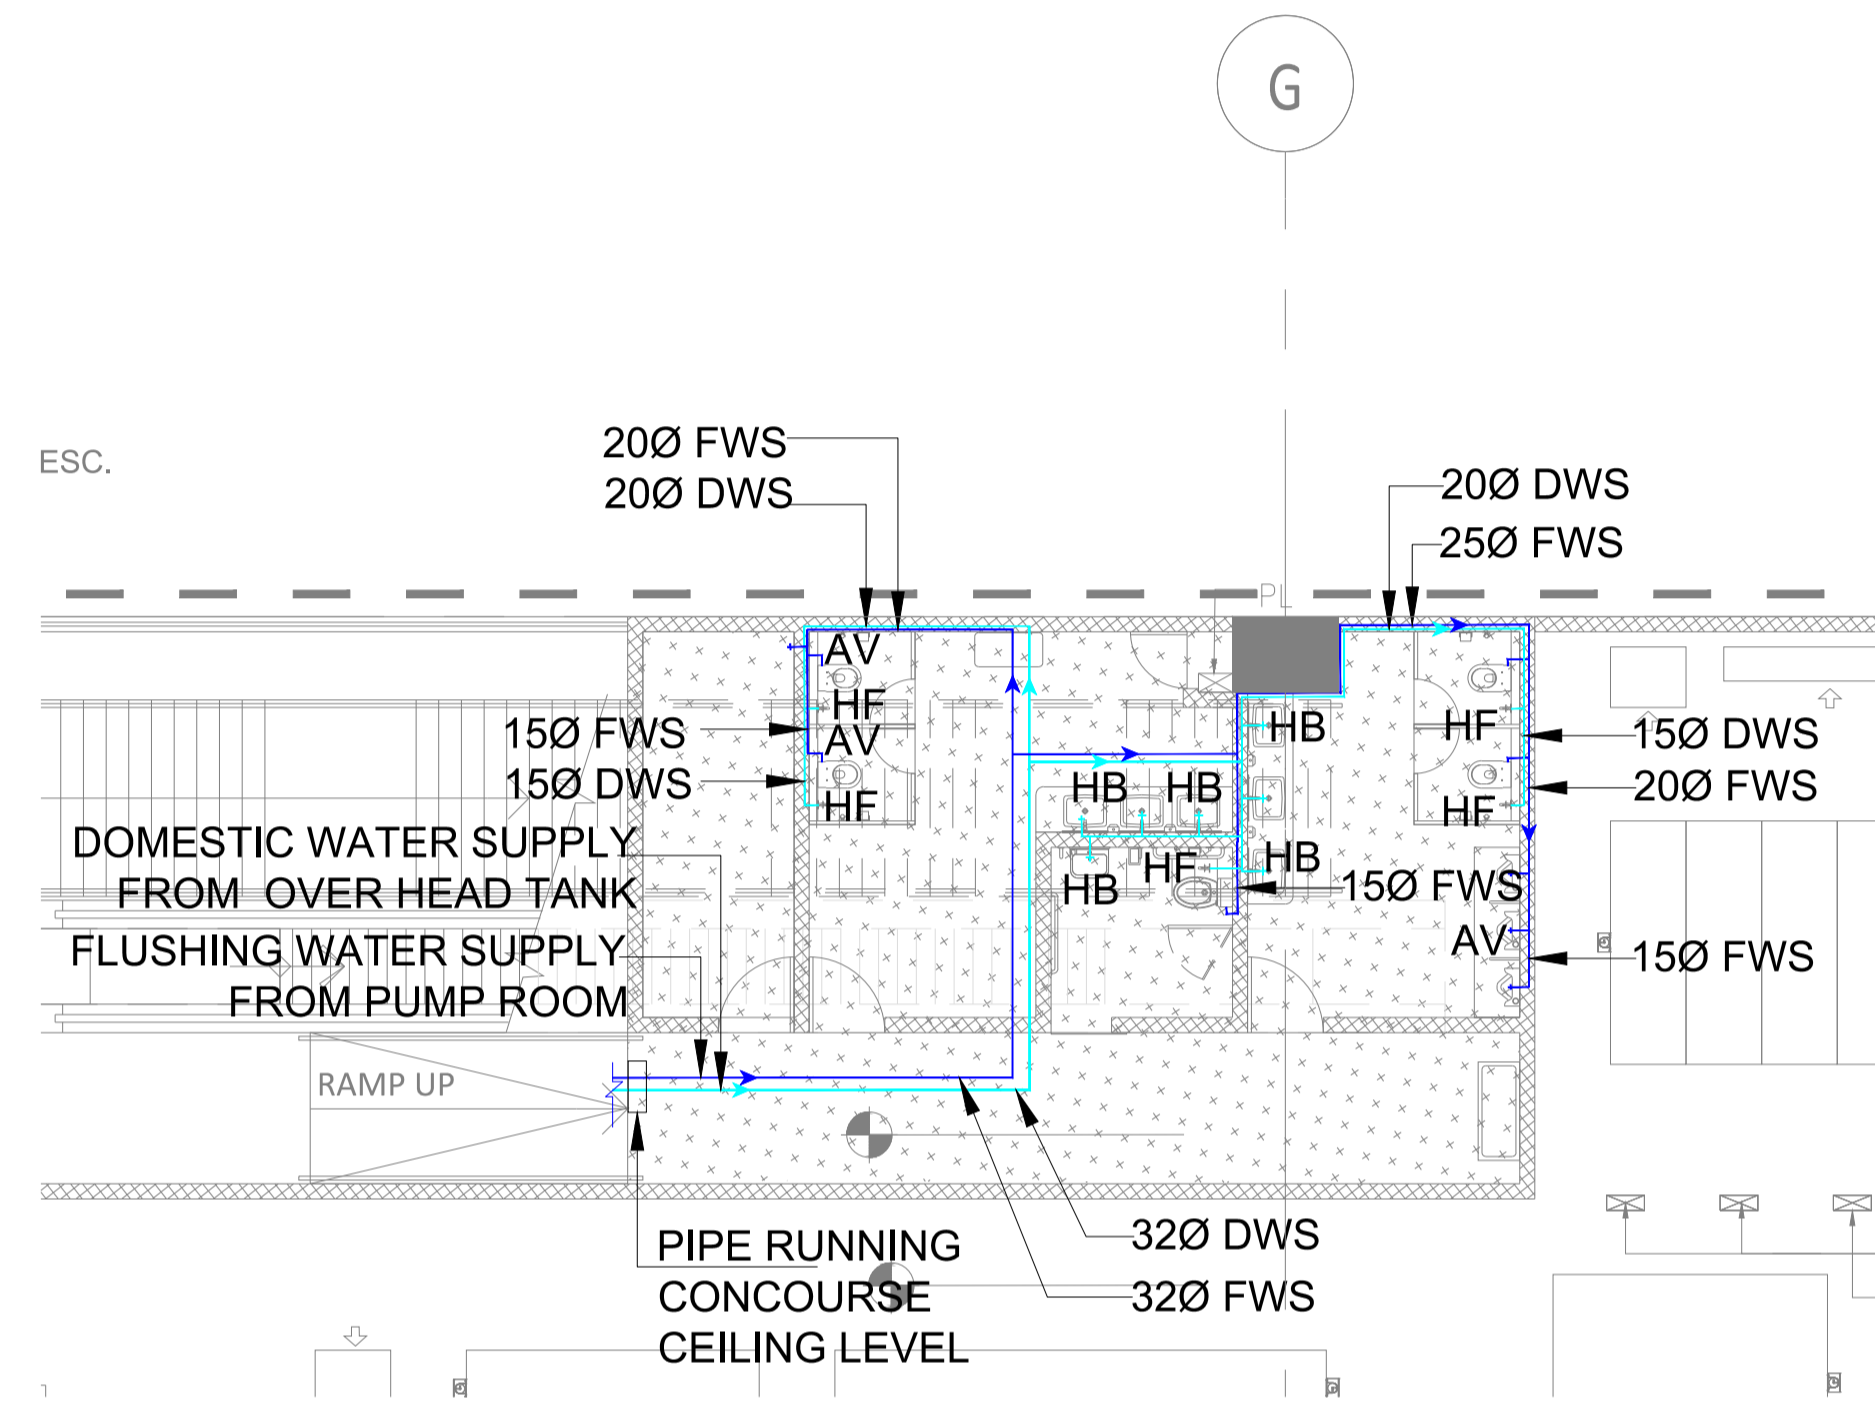 G
ESC.
20Ø FWS
20Ø DWS
20Ø DWS
25Ø FWS
PL
AV
HF
AV
HF
15Ø FWS
15Ø DWS
HB
HB
HB
HB
HF
HB
HF
HF
15Ø DWS
20Ø FWS
15Ø FWS
AV
15Ø FWS
DOMESTIC WATER SUPPLY
FROM OVER HEAD TANK
FLUSHING WATER SUPPLY
FROM PUMP ROOM
RAMP UP
PIPE RUNNING
CONCOURSE
CEILING LEVEL
32Ø DWS
32Ø FWS